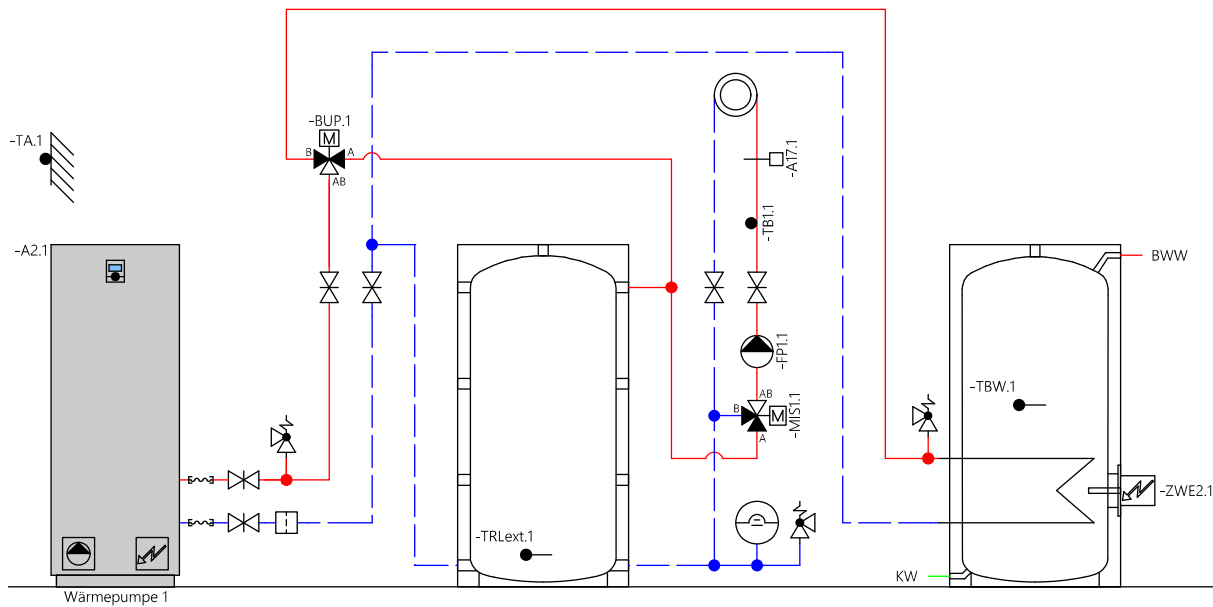 -BUP.1
M
-TA.1
B
A
AB
-A17.1
-A2.1
-TB1.1
BWW
-FP1.1
-TBW.1
AB
B
M
-MIS1.1
A
-ZWE2.1
-TRLext.1
KW
Wärmepumpe 1